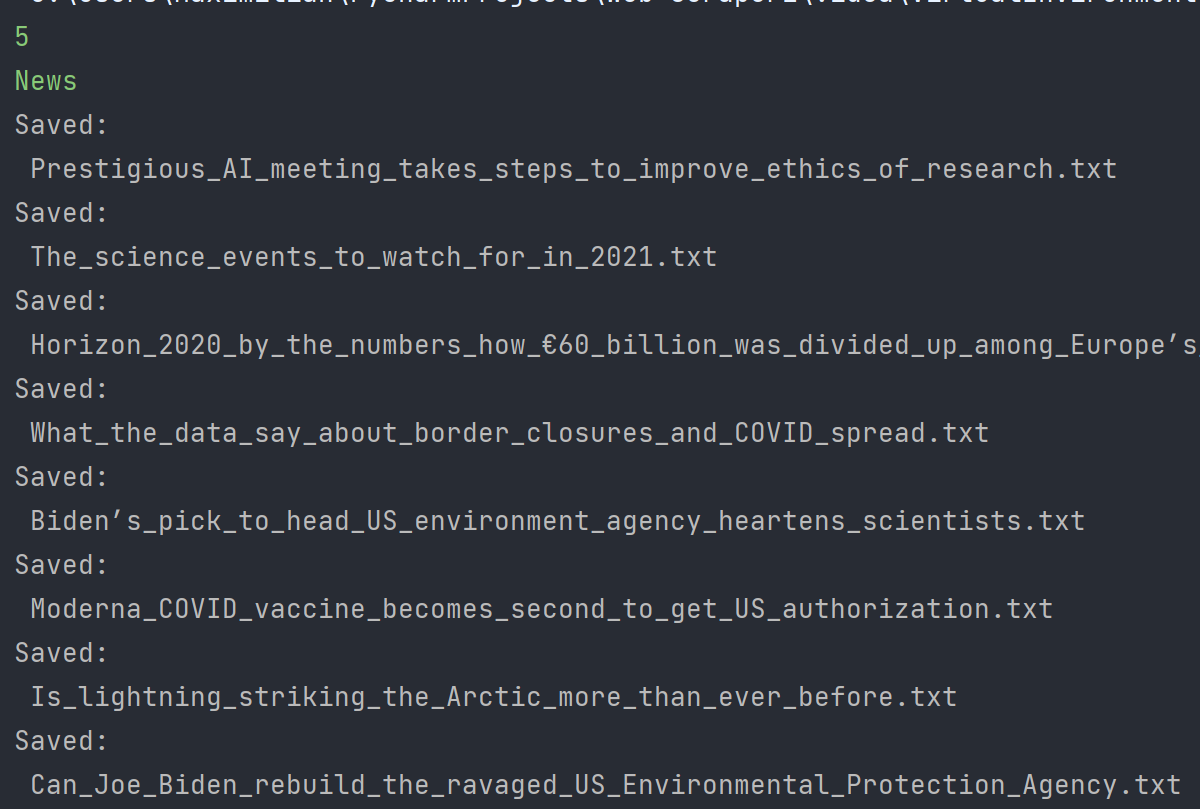 5
News
Saved:
Prestigious_AI_meeting_takes_steps_to_improve_ethics_of_research.txt
Saved:
The_science_events_to_watch_for_in_2021.txt
Saved:
Horizon_2020_by_the_numbers_how_€60_billion_was_divided_up_among_Europe’s_
Saved:
What_the_data_say_about_border_closures_and_COVID_spread.txt
Saved:
Biden’s_pick_to_head_US_environment_agency_heartens_scientists.txt
Saved:
Moderna_COVID_vaccine_becomes_second_to_get_US_authorization.txt
Saved:
Is_lightning_striking_the_Arctic_more_than_ever_before.txt
Saved:
Can_Joe_Biden_rebuild_the_ravaged_US_Environmental_Protection_Agency.txt